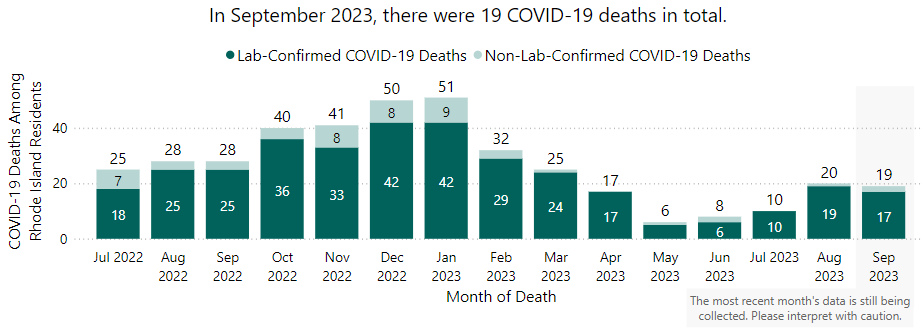 In September 2023, there were 19 COVID-19 deaths in total.
Lab-Confirmed COVID-19 Deaths Non-Lab-Confirmed COVID-19 Deaths
COVID-19 Deaths Among
Rhode Island Residents
40
20
0
25 28 28 40 41 50 51 32 25 17 6 8 10 20 19
7 8 8 9
18 25 25 36 33 42 42 29 24 17 6 10 19 17
Jul 2022 Aug Sep Oct Nov Dec Jan Feb Mar Apr May Jun Jul 2023 Aug Sep
2022 2022 2022 2022 2022 2023 2023 2023 2023 2023 2023 2023 2023
Month of Death
The most recent month's data is still being
collected. Please interpret with caution.